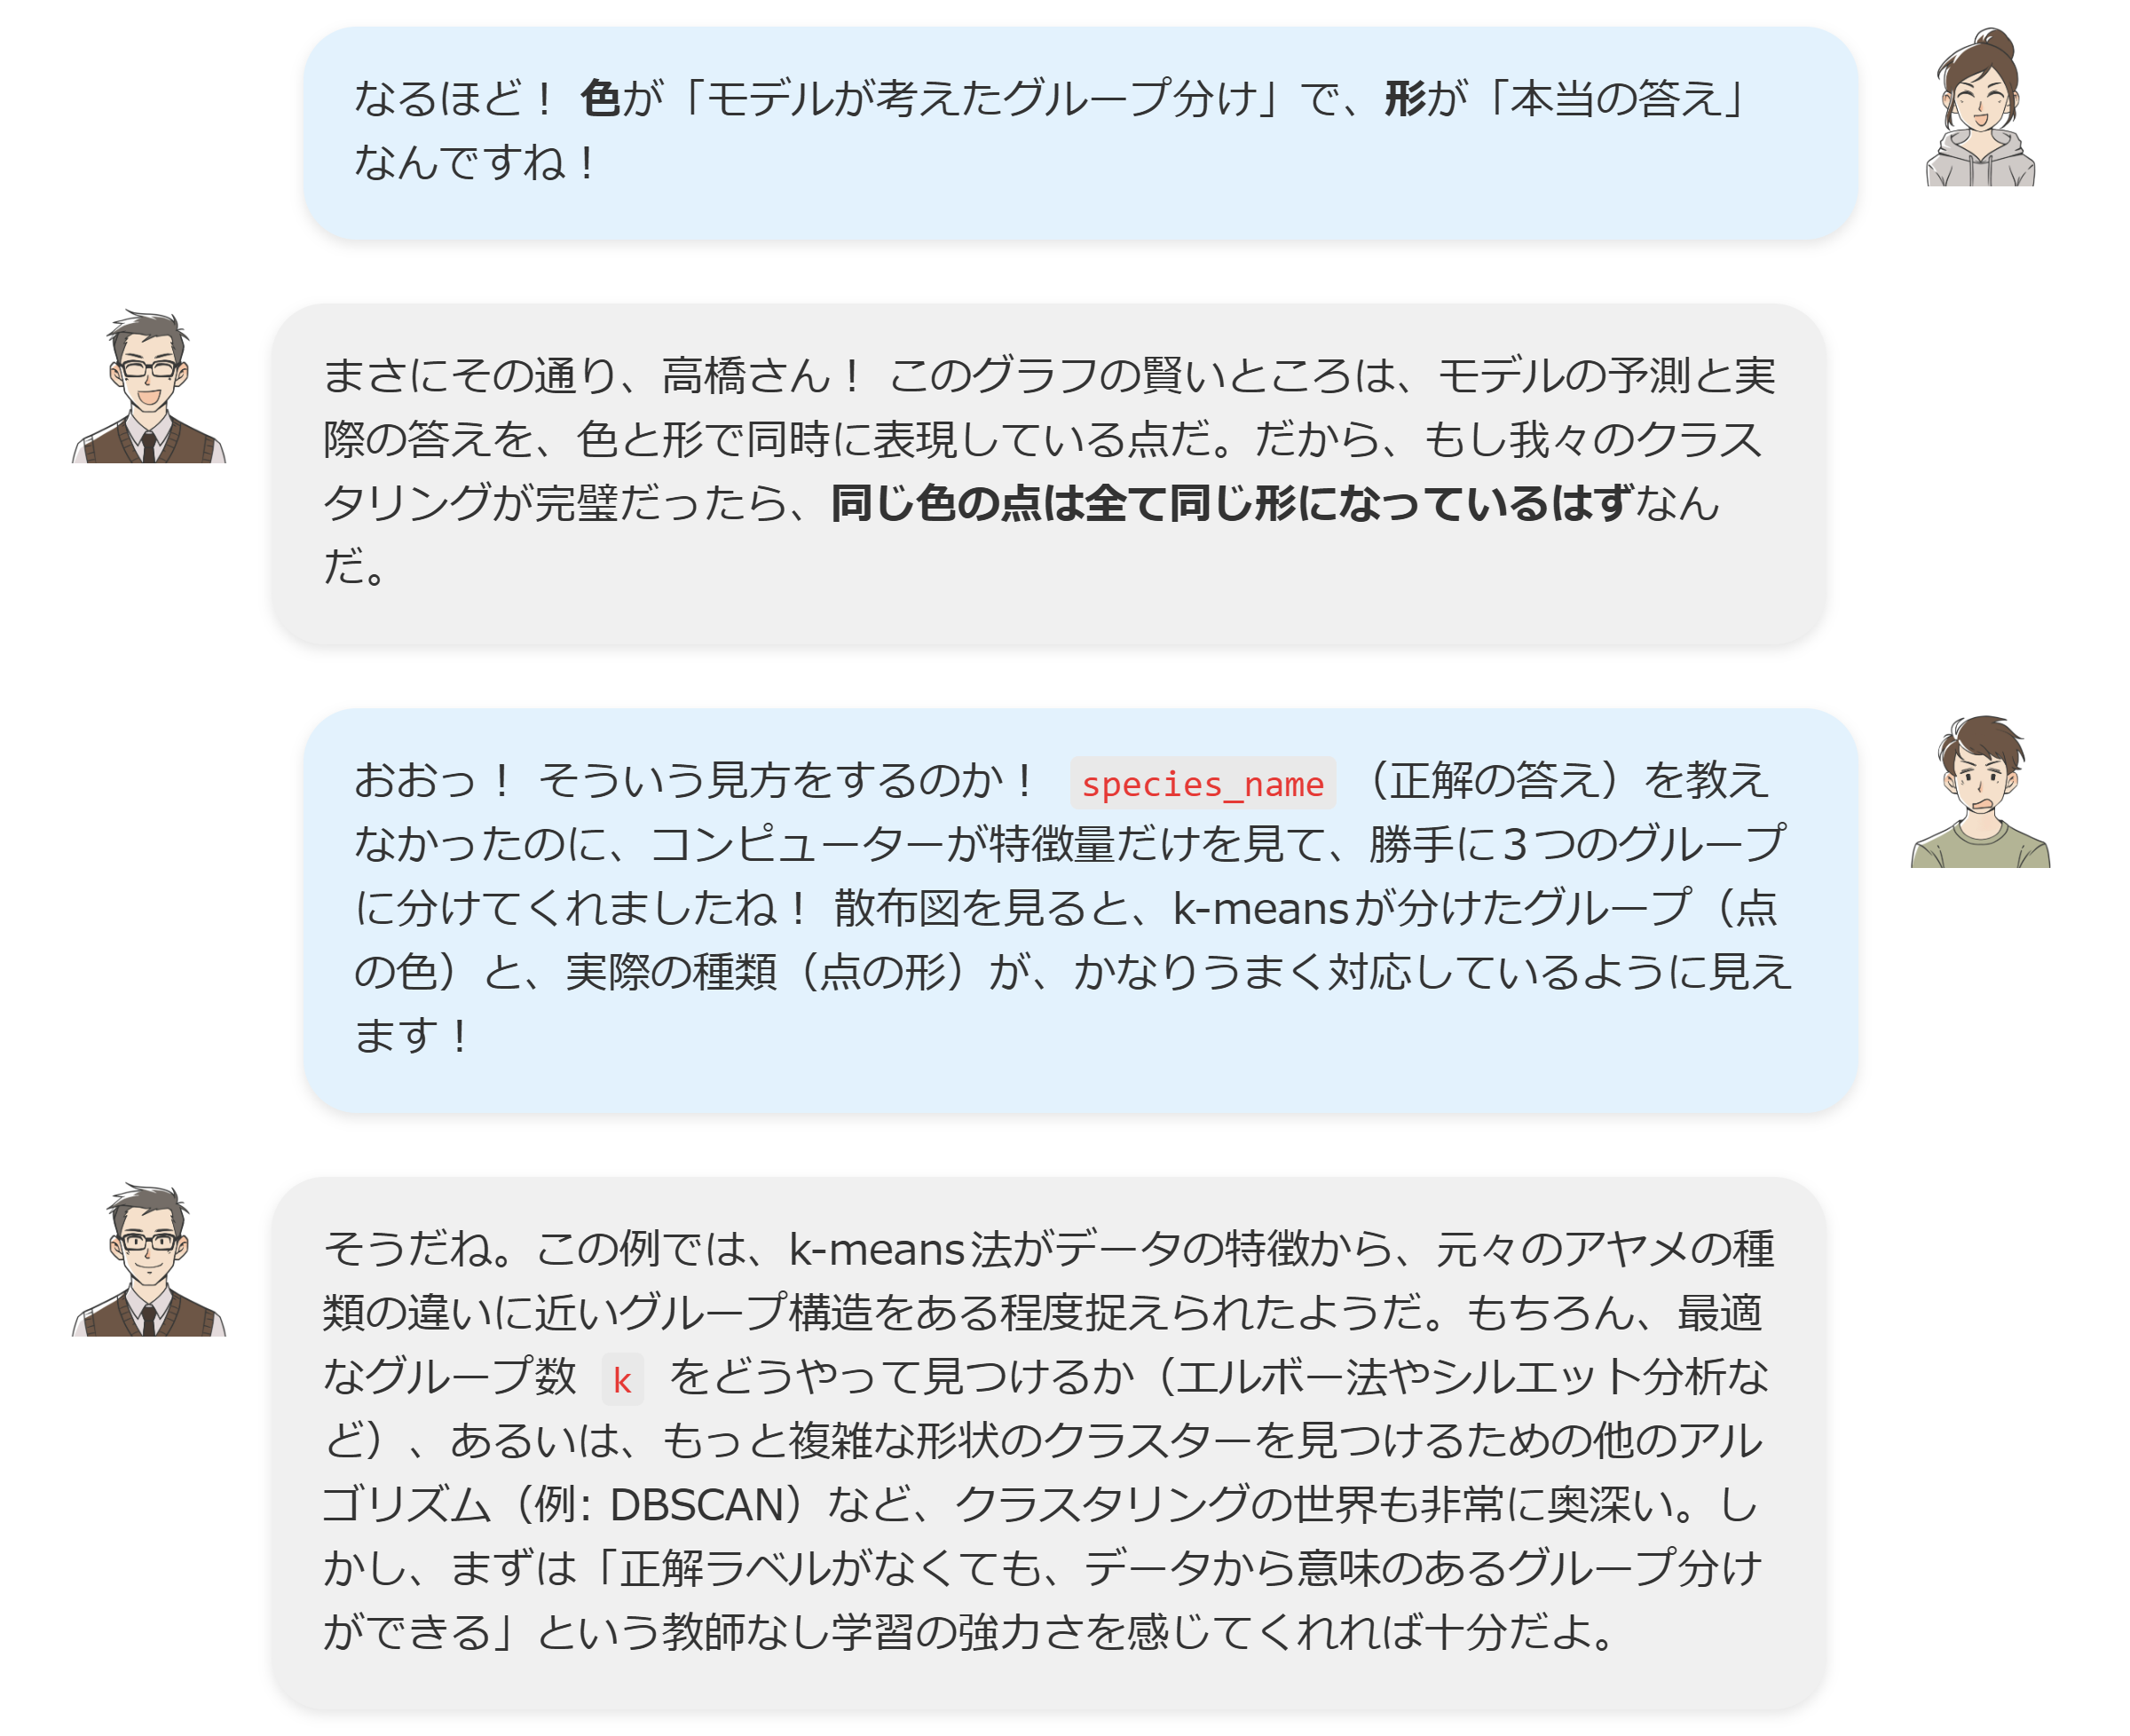 なるほど！ 色が「モデルが考えたグループ分け」で、形が「本当の答え」
なんですね！
まさにその通り、高橋さん！ このグラフの賢いところは、モデルの予測と実
際の答えを、色と形で同時に表現している点だ。だから、もし我々のクラス
タリングが完璧だったら、同じ色の点は全て同じ形になっているはずなん
だ。
おおっ！ そういう見方をするのか！ species_name（正解の答え）を教え
なかったのに、コンピューターが特徴量だけを見て、勝手に3つのグループ
に分けてくれましたね！ 散布図を見ると、k-meansが分けたグループ（点
の色）と、実際の種類（点の形）が、かなりうまく対応しているように見え
ます！
そうだね。この例では、k-means法がデータの特徴から、元々のアヤメの種
類の違いに近いグループ構造をある程度捉えられたようだ。もちろん、最適
なグループ数 k をどうやって見つけるか（エルボー法やシルエット分析な
ど）、あるいは、もっと複雑な形状のクラスターを見つけるための他のアル
ゴリズム（例: DBSCAN）など、クラスタリングの世界も非常に奥深い。し
かし、まずは「正解ラベルがなくても、データから意味のあるグループ分け
ができる」という教師なし学習の強力さを感じてくれれば十分だよ。